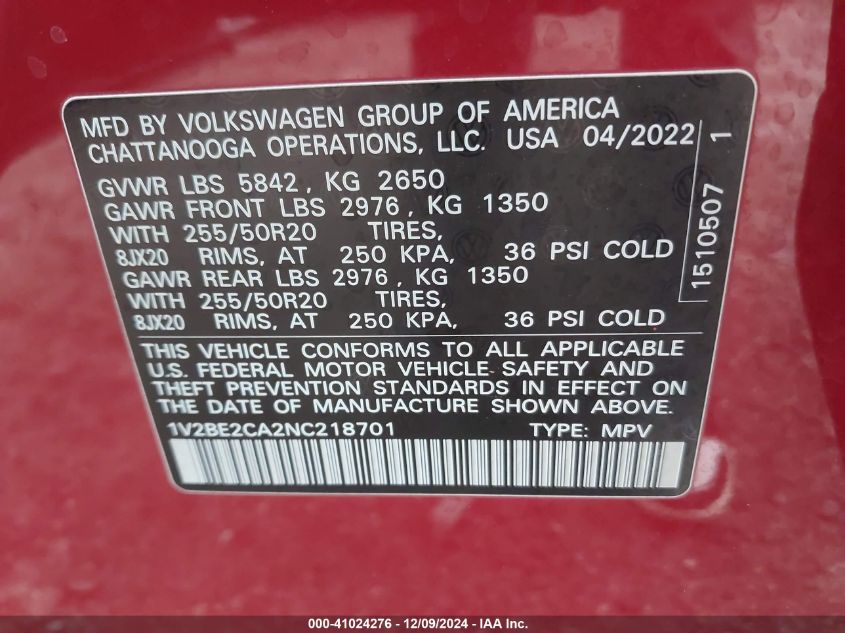 MFD BY VOLKSWAGEN GROUP OF AMERICA
CHATTANOOGA OPERATIONS, LLC. USA 04/2022
GVWR LBS 5842, KG 2650
GAWR FRONT LBS 2976, KG 1350
WITH 255/50R20 TIRES,
8JX20 RIMS, AT 250 KPA, 36 PSI COLD
GAWR REAR LBS 2976, KG 1350
WITH 255/50R20 TIRES,
8JX20 RIMS, AT 250 KPA, 36 PSI COLD
THIS VEHICLE CONFORMS TO ALL APPLICABLE
U.S. FEDERAL MOTOR VEHICLE SAFETY AND
THEFT PREVENTION STANDARDS IN EFFECT ON
THE DATE OF MANUFACTURE SHOWN ABOVE.
1V2BE2CA2NC218701 TYPE: MPV
1510507 1
000-41024276 - 12/09/2024 - IAA Inc.